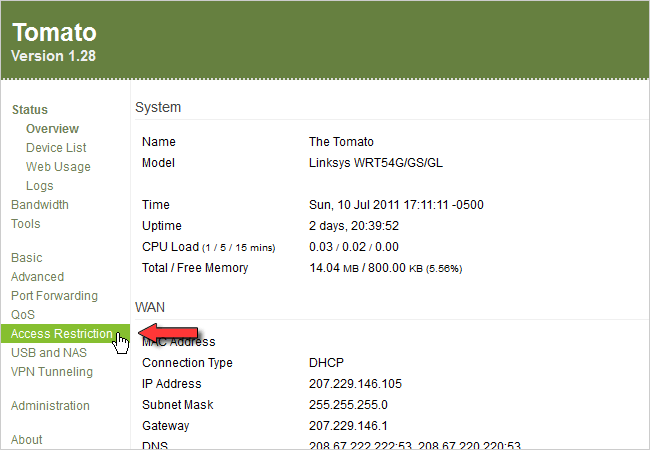 Tomato
Version 1.28
Status
Overview
Device List
Web Usage
Logs
Bandwidth
Tools
Basic
Advanced
Port Forwarding
QoS
Access Restriction
USB and NAS
VPN Tunneling
Administration
About
System
Name The Tomato
Model Linksys WRT54G/GS/GL
Time Sun, 10 Jul 2011 17:11:11 -0500
Uptime 2 days, 20:39:52
CPU Load (1 / 5 / 15 mins) 0.03 / 0.02 / 0.00
Total / Free Memory 14.04 MB / 800.00 KB (5.56%)
WAN
MAC Address
Connection Type DHCP
IP Address 207.229.146.105
Subnet Mask 255.255.255.0
Gateway 207.229.146.1
DNS 208.67.222.222:53, 208.67.220.220:53